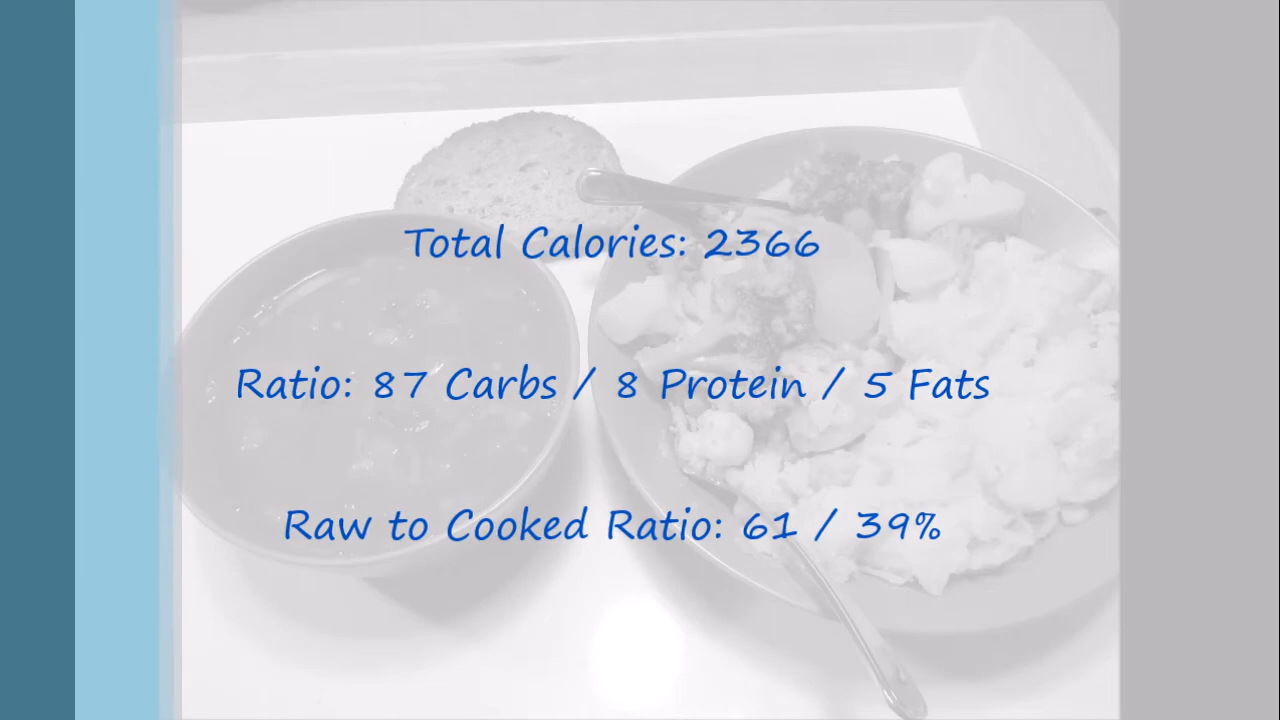 Total Calories: 2366
Ratio: 87 Carbs / 8 Protein / 5 Fats
Raw to Cooked Ratio: 61 / 39%